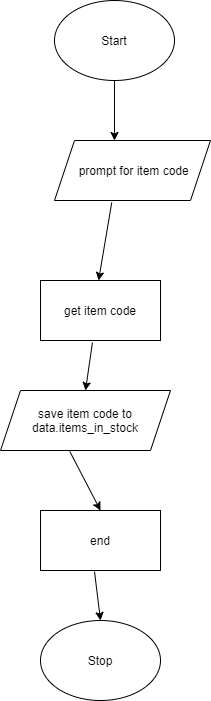 Start
prompt for item code
get item code
save item code to
data.items_in_stock
end
Stop